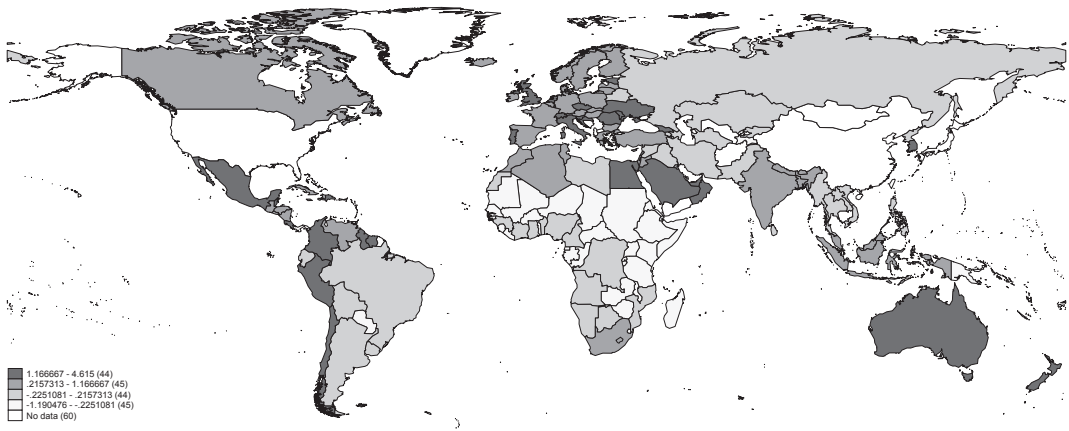 1.166667 - 4.615 (44)
.2157313 - 1.166667 (45)
-.2251081 - .2157313 (44)
-1.190476 - -.2251081 (45)
No data (60)